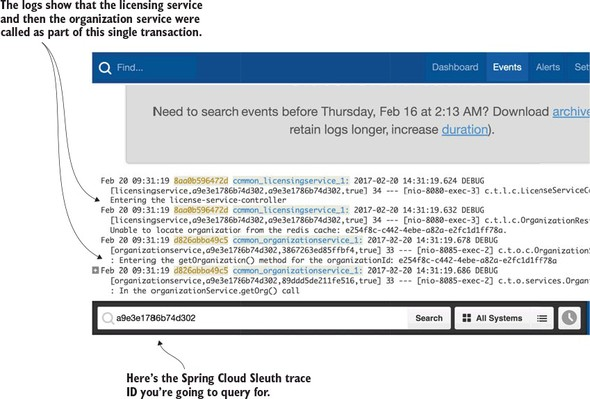 The logs show that the licensing service
and then the organization service were
called as part of this single transaction.
Find...
Dashboard Events Alerts Set
Need to search events before Thursday, Feb 16 at 2:13 AM? Download archive
retain logs longer, increase duration).
Feb 20 09:31:19 8aa0b596472d common_licensingservice_1: 2017-02-20 14:31:19.624 DEBUG
[licensingservice,a9e3e1786b74d302,a9e3e1786b74d302,true] 34 --- [nio-8080-exec-3] c.t.l.c.LicenseServiceCo
Entering the license-service-controller
Feb 20 09:31:19 8aa0b596472d common_licensingservice_1: 2017-02-20 14:31:19.632 DEBUG
[licensingservice,a9e3e1786b74d302,a9e3e1786b74d302,true] 34 --- [nio-8080-exec-3] c.t.l.c.OrganizationRes
Unable to locate organization from the redis cache: e254f8c-c442-4ebe-a82a-e2fc1d1ff78a.
Feb 20 09:31:19 d826abba49c5 common_organizationservice_1: 2017-02-20 14:31:19.678 DEBUG
[organizationservice,a9e3e1786b74d302,3867263ed85ffbf4,true] 33 --- [nio-8085-exec-2] c.t.o.c.OrganizationS
: Entering the getOrganization() method for the organizationId: e254f8c-c442-4ebe-a82a-e2fc1d1ff78a
Feb 20 09:31:19 d826abba49c5 common_organizationservice_1: 2017-02-20 14:31:19.686 DEBUG
[organizationservice,a9e3e1786b74d302,89ddd5de211fe516,true] 33 --- [nio-8085-exec-2] c.t.o.services.Organ
: In the organizationService.getOrg() call
a9e3e1786b74d302 Search All Systems
Here's the Spring Cloud Sleuth trace
ID you're going to query for.